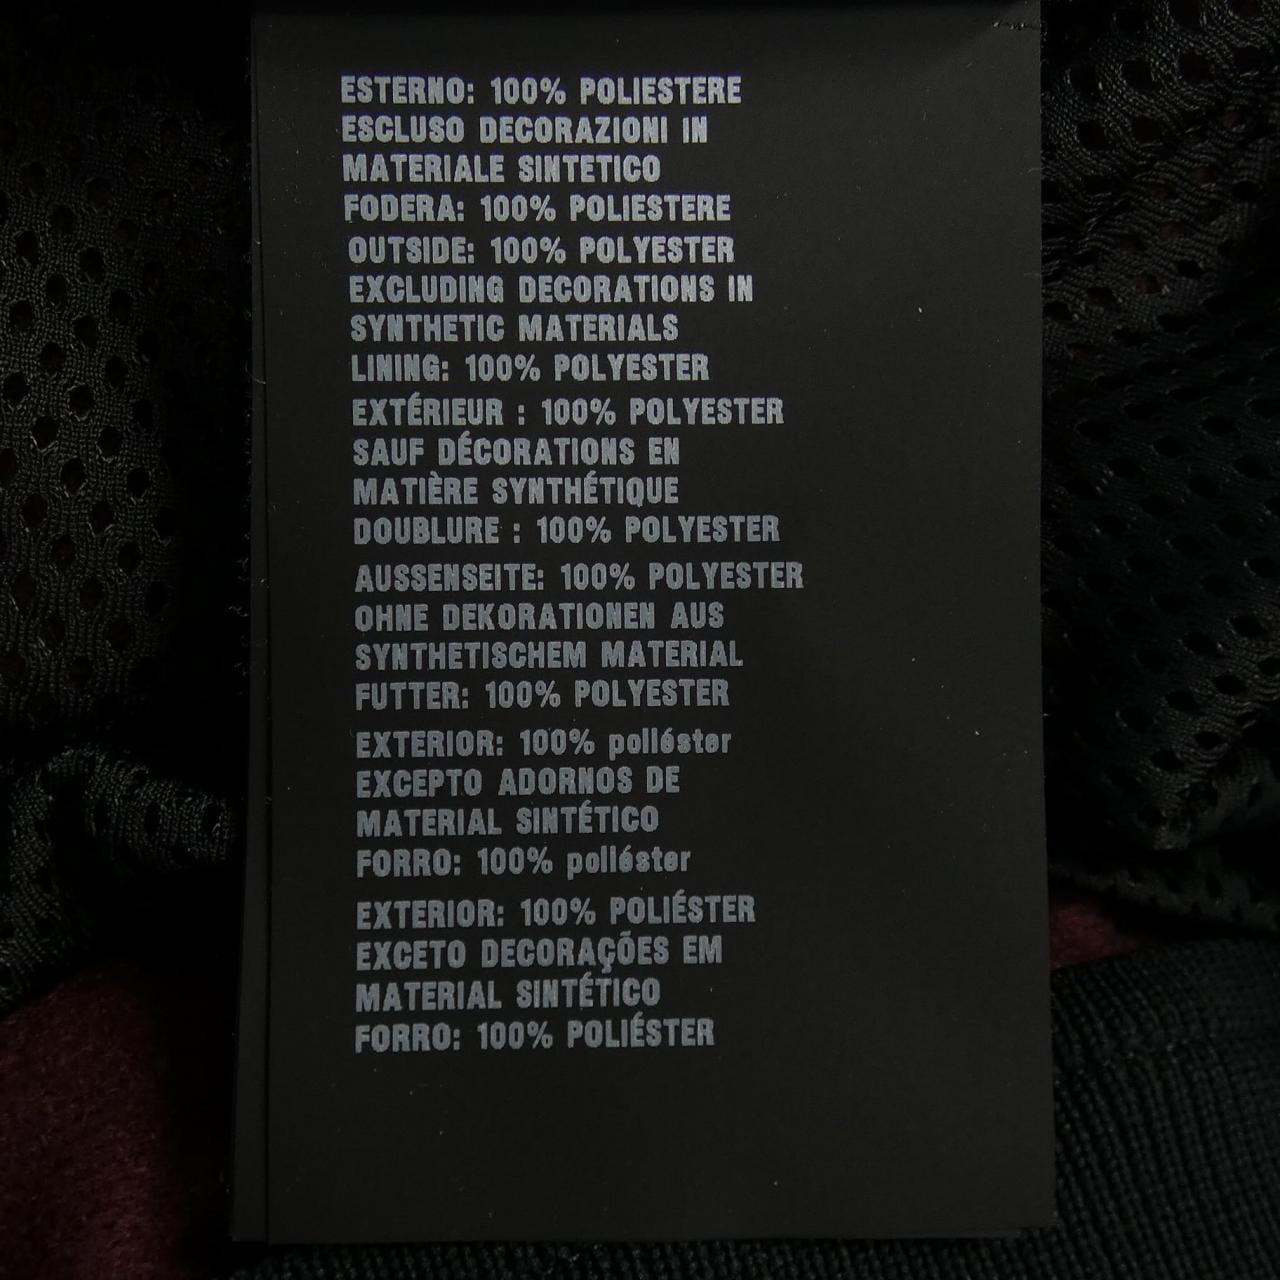 ESTERNO: 100% POLIESTERE
ESCLUSO DECORAZIONI IN
MATERIALE SINTETICO
FODERA: 100% POLIESTERE
OUTSIDE: 100% POLYESTER
EXCLUDING DECORATIONS IN
SYNTHETIC MATERIALS
LINING: 100% POLYESTER
EXTÉRIEUR : 100% POLYESTER
SAUF DÉCORATIONS EN
MATIÈRE SYNTHÉTIQUE
DOUBLURE : 100% POLYESTER
AUSSENSEITE: 100% POLYESTER
OHNE DEKORATIONEN AUS
SYNTHETISCHEM MATERIAL
FUTTER: 100% POLYESTER
EXTERIOR: 100% poliéster
EXCEPTO ADORNOS DE
MATERIAL SINTÉTICO
FORRO: 100% poliéster
EXTERIOR: 100% POLIÉSTER
EXCETO DECORAÇÕES EM
MATERIAL SINTÉTICO
FORRO: 100% POLIÉSTER